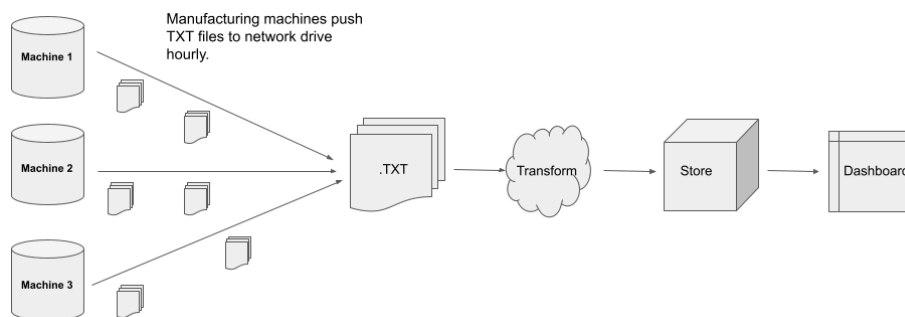 Manufacturing machines push
TXT files to network drive
hourly.
Machine 1
Machine 2
Machine 3
.TXT
Transform
Store
Dashboard